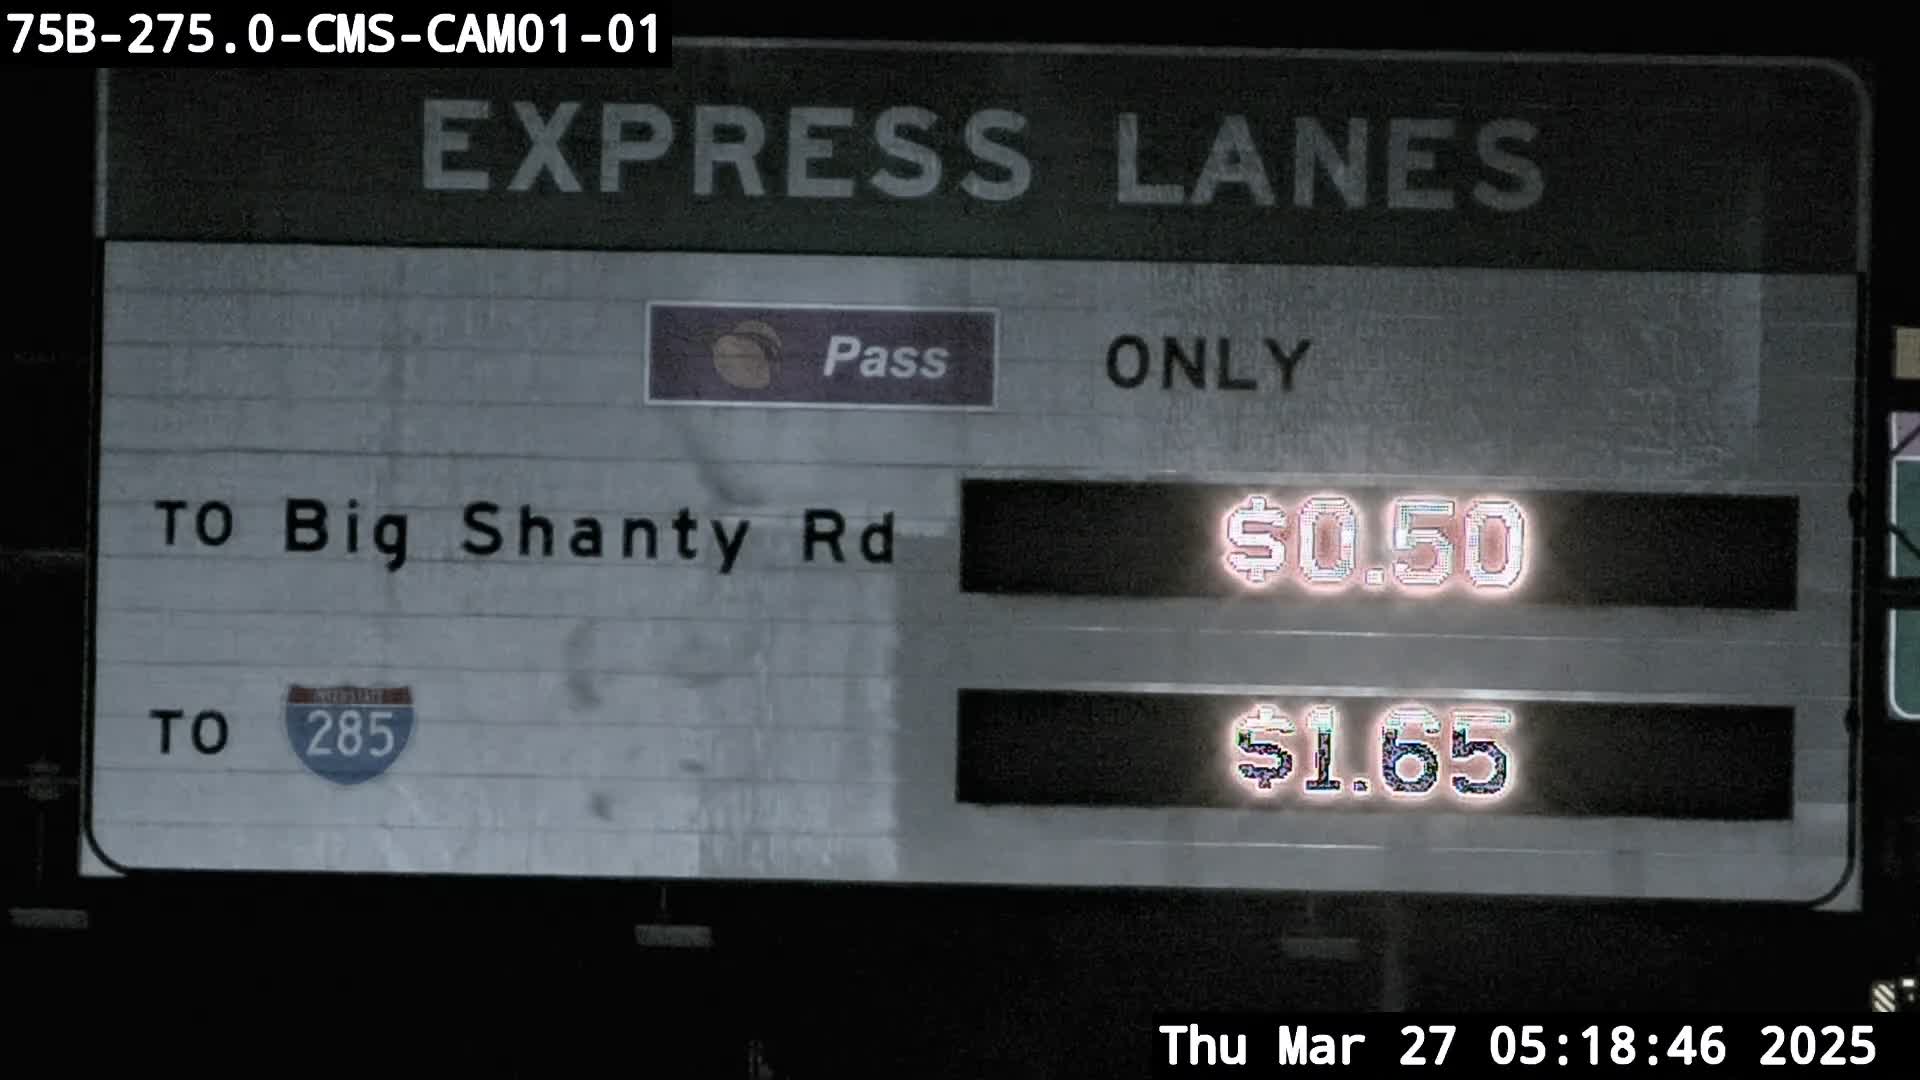 75B-275.0-CMS-CAM01-01
EXPRESS LANES
Pass ONLY
TO Big Shanty Rd $0.50
INTERSTATE
TO 285 $1.65
Thu Mar 27 05:18:46 2025